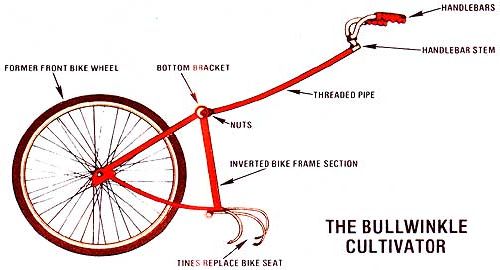 HANDLEBARS
HANDLEBAR STEM
FORMER FRONT BIKE WHEEL
BOTTOM BRACKET
THREADED PIPE
NUTS
INVERTED BIKE FRAME SECTION
THE BULLWINKLE
CULTIVATOR
TINES REPLACE BIKE SEAT